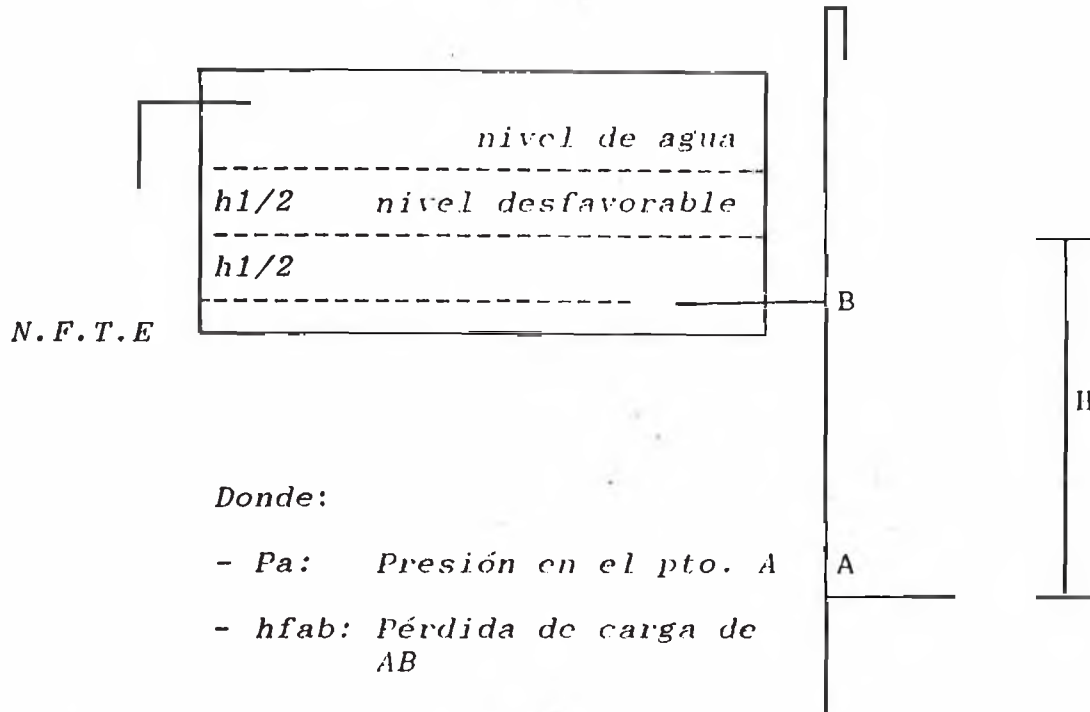 nivel de agua
h1/2 nivel desfavorable
h1/2
B
N.F.T.E
H
Donde:
- Pa: Presión en el pto. A
A
- hfab: Pérdida de carga de
AB